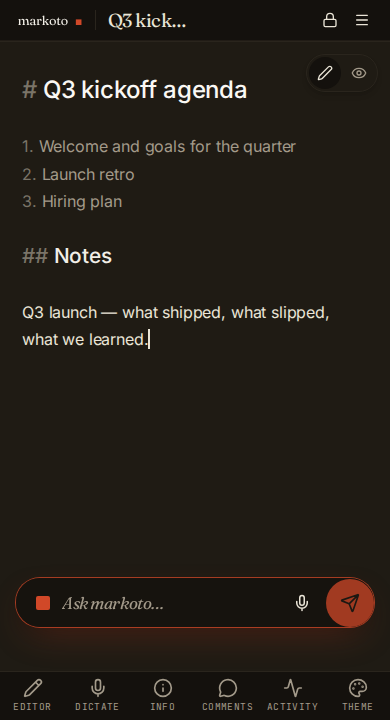 markoto
Q3 kick...
# Q3 kickoff agenda
1. Welcome and goals for the quarter
2. Launch retro
3. Hiring plan
## Notes
Q3 launch — what shipped, what slipped,
what we learned.
Ask markoto...
EDITOR DICTATE INFO COMMENTS ACTIVITY THEME